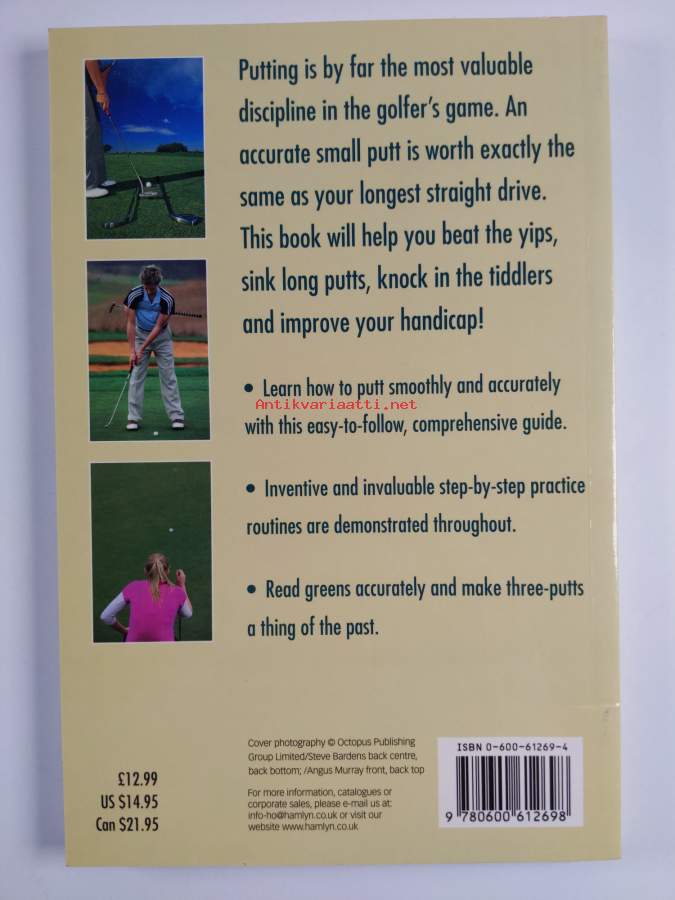 Putting is by far the most valuable
discipline in the golfer's game. An
accurate small putt is worth exactly the
same as your longest straight drive.
This book will help you beat the yips,
sink long putts, knock in the tiddlers
and improve your handicap!
• Learn how to putt smoothly and accurately
Antikvariaatti.net
with this easy-to-follow, comprehensive guide.
• Inventive and invaluable step-by-step practice
routines are demonstrated throughout.
• Read greens accurately and make three-putts
a thing of the past.
Cover photography © Octopus Publishing
Group Limited/Steve Bardens back centre,
back bottom; /Angus Murray front, back top
For more information, catalogues or
corporate sales, please e-mail us at:
info-ho@hamlyn.co.uk or visit our
website www.hamlyn.co.uk
£12.99
US $14.95
Can $21.95
ISBN 0-600-61269-4
9 780600 612698